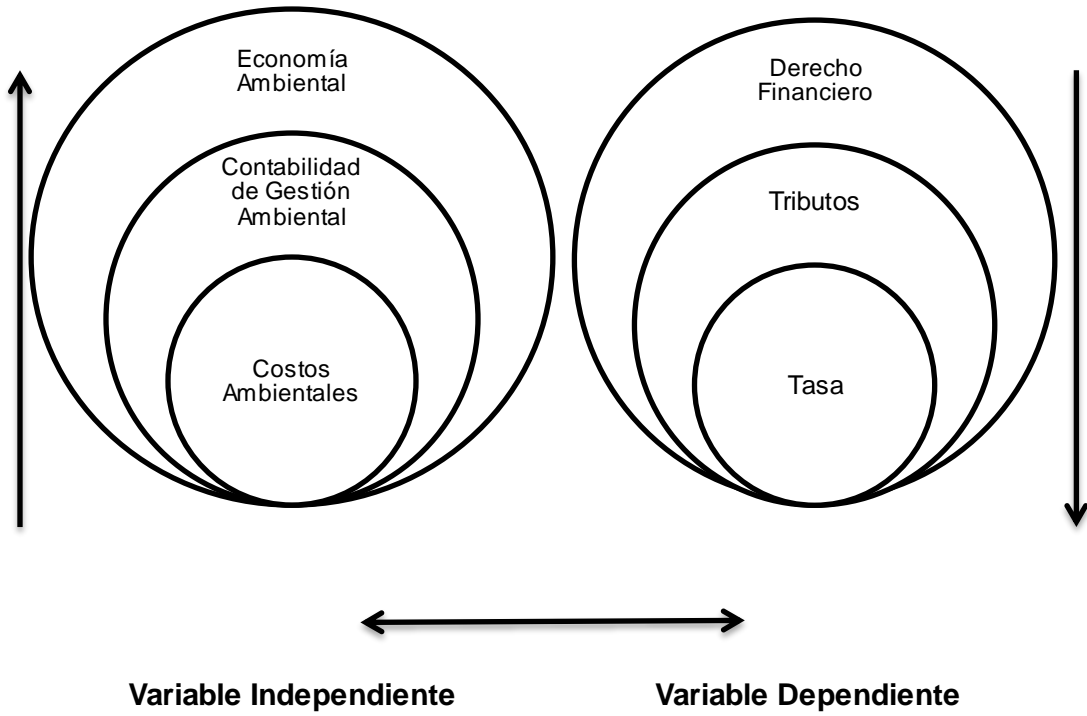 Economía
Ambiental
Contabilidad
de Gestión
Ambiental
Costos
Ambientales
Derecho
Financiero
Tributos
Tasa
Variable Independiente
Variable Dependiente